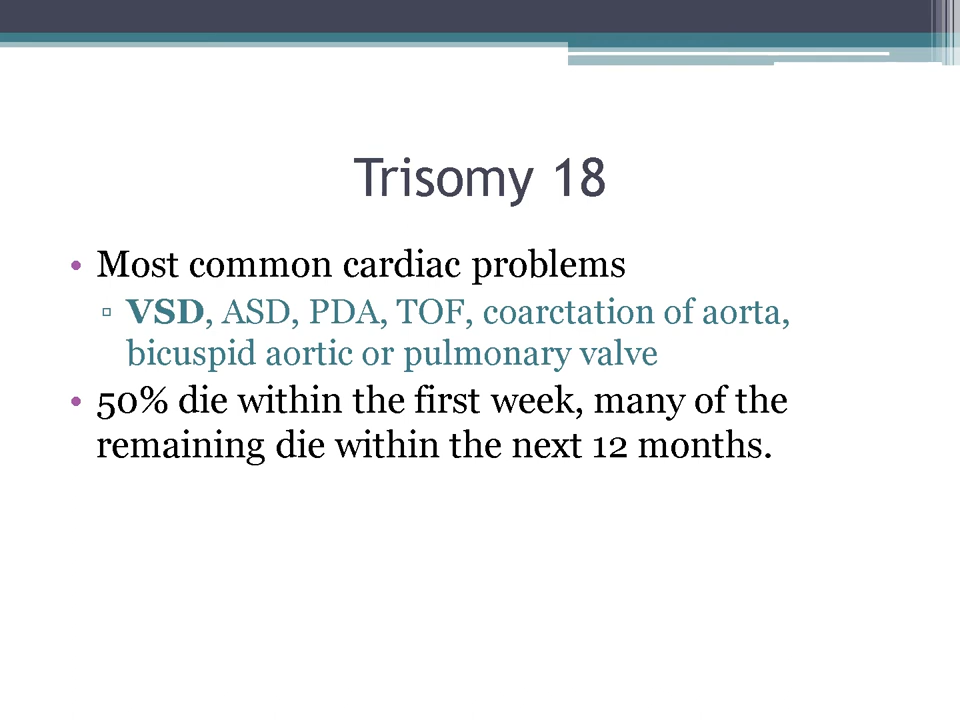 Trisomy 18
• Most common cardiac problems
▫ VSD, ASD, PDA, TOF, coarctation of aorta,
bicuspid aortic or pulmonary valve
• 50% die within the first week, many of the
remaining die within the next 12 months.